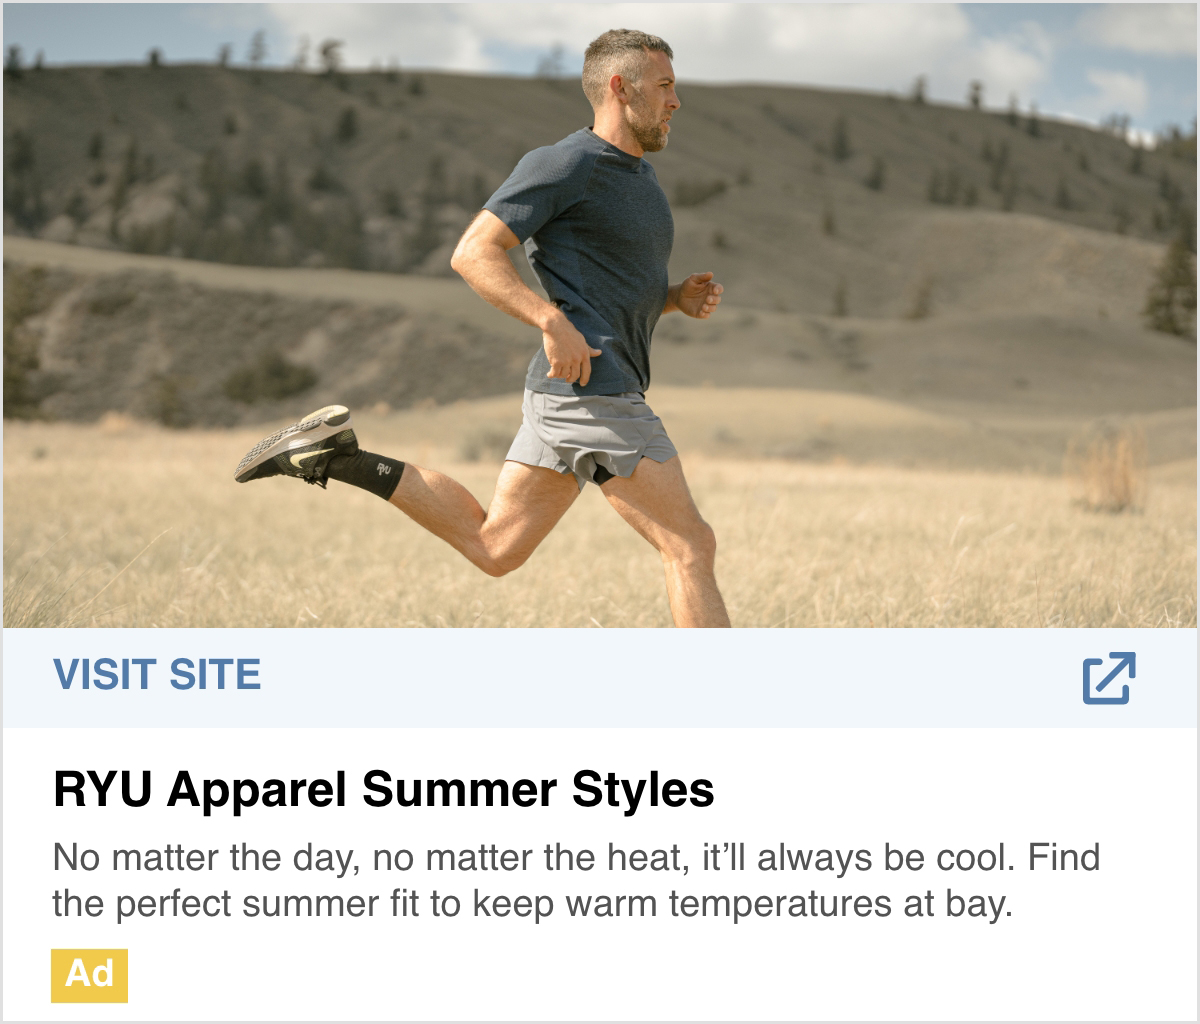 RYU
VISIT SITE
RYU Apparel Summer Styles
No matter the day, no matter the heat, it’ll always be cool. Find
the perfect summer fit to keep warm temperatures at bay.
Ad